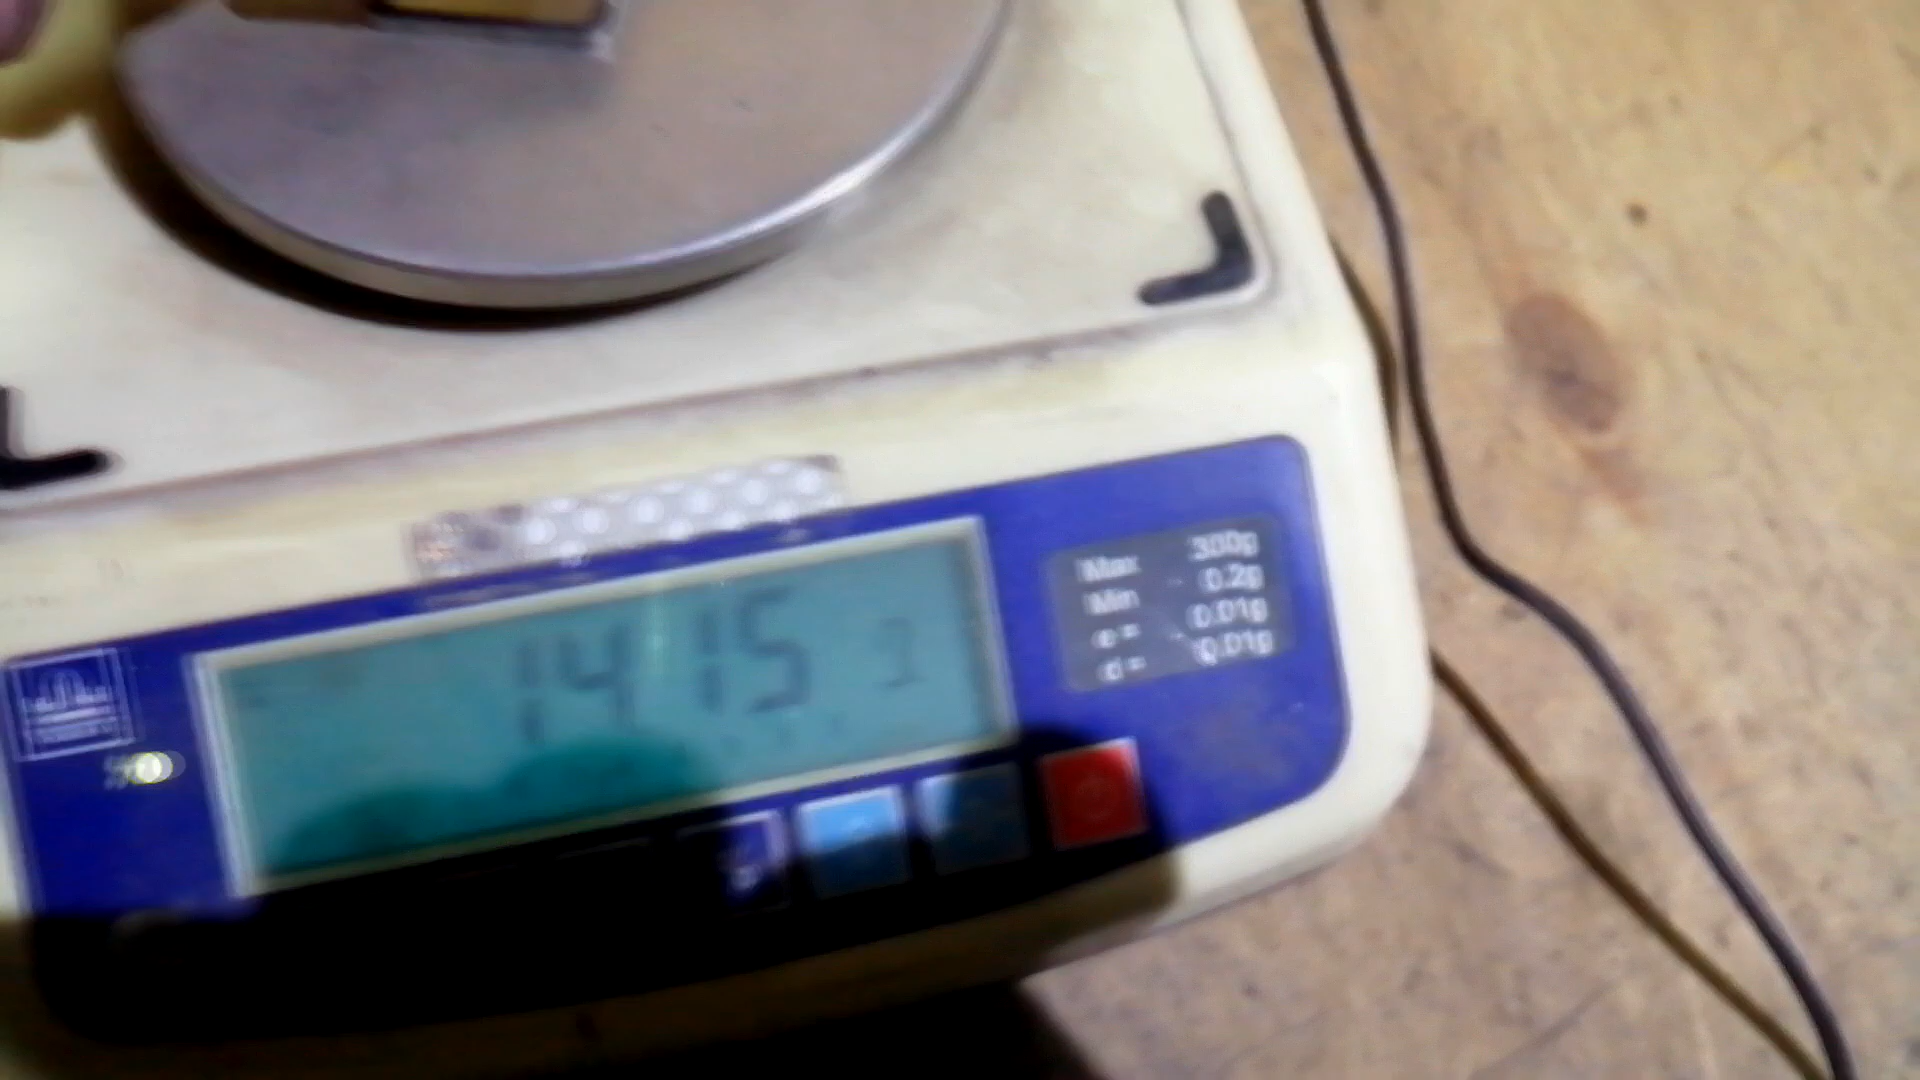 14.15 g
Max 300g
Min 0.2g
e = 0.01g
d = 0.01g